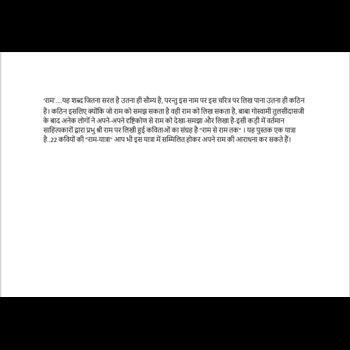 'राम'....यह शब्द जितना सरल है उतना ही सौम्य है, परन्तु इस नाम पर इस चरित्र पर लिख पाना उतना ही कठिन
है। कठिन इसलिए क्योंकि जो राम को समझ सकता है वही राम को लिख सकता है, बाबा गोस्वामी तुलसीदासजी
के बाद अनेक लोगों ने अपने-अपने दृष्टिकोण से राम को देखा-समझा और लिखा है-इसी कड़ी में वर्तमान
साहित्यकारों द्वारा प्रभु श्री राम पर लिखी हुई कविताओं का संग्रह है "राम से राम तक" । यह पुस्तक एक यात्रा
है..22 कवियों की "राम-यात्रा" आप भी इस यात्रा में सम्मिलित होकर अपने राम की आराधना कर सकते हैं।